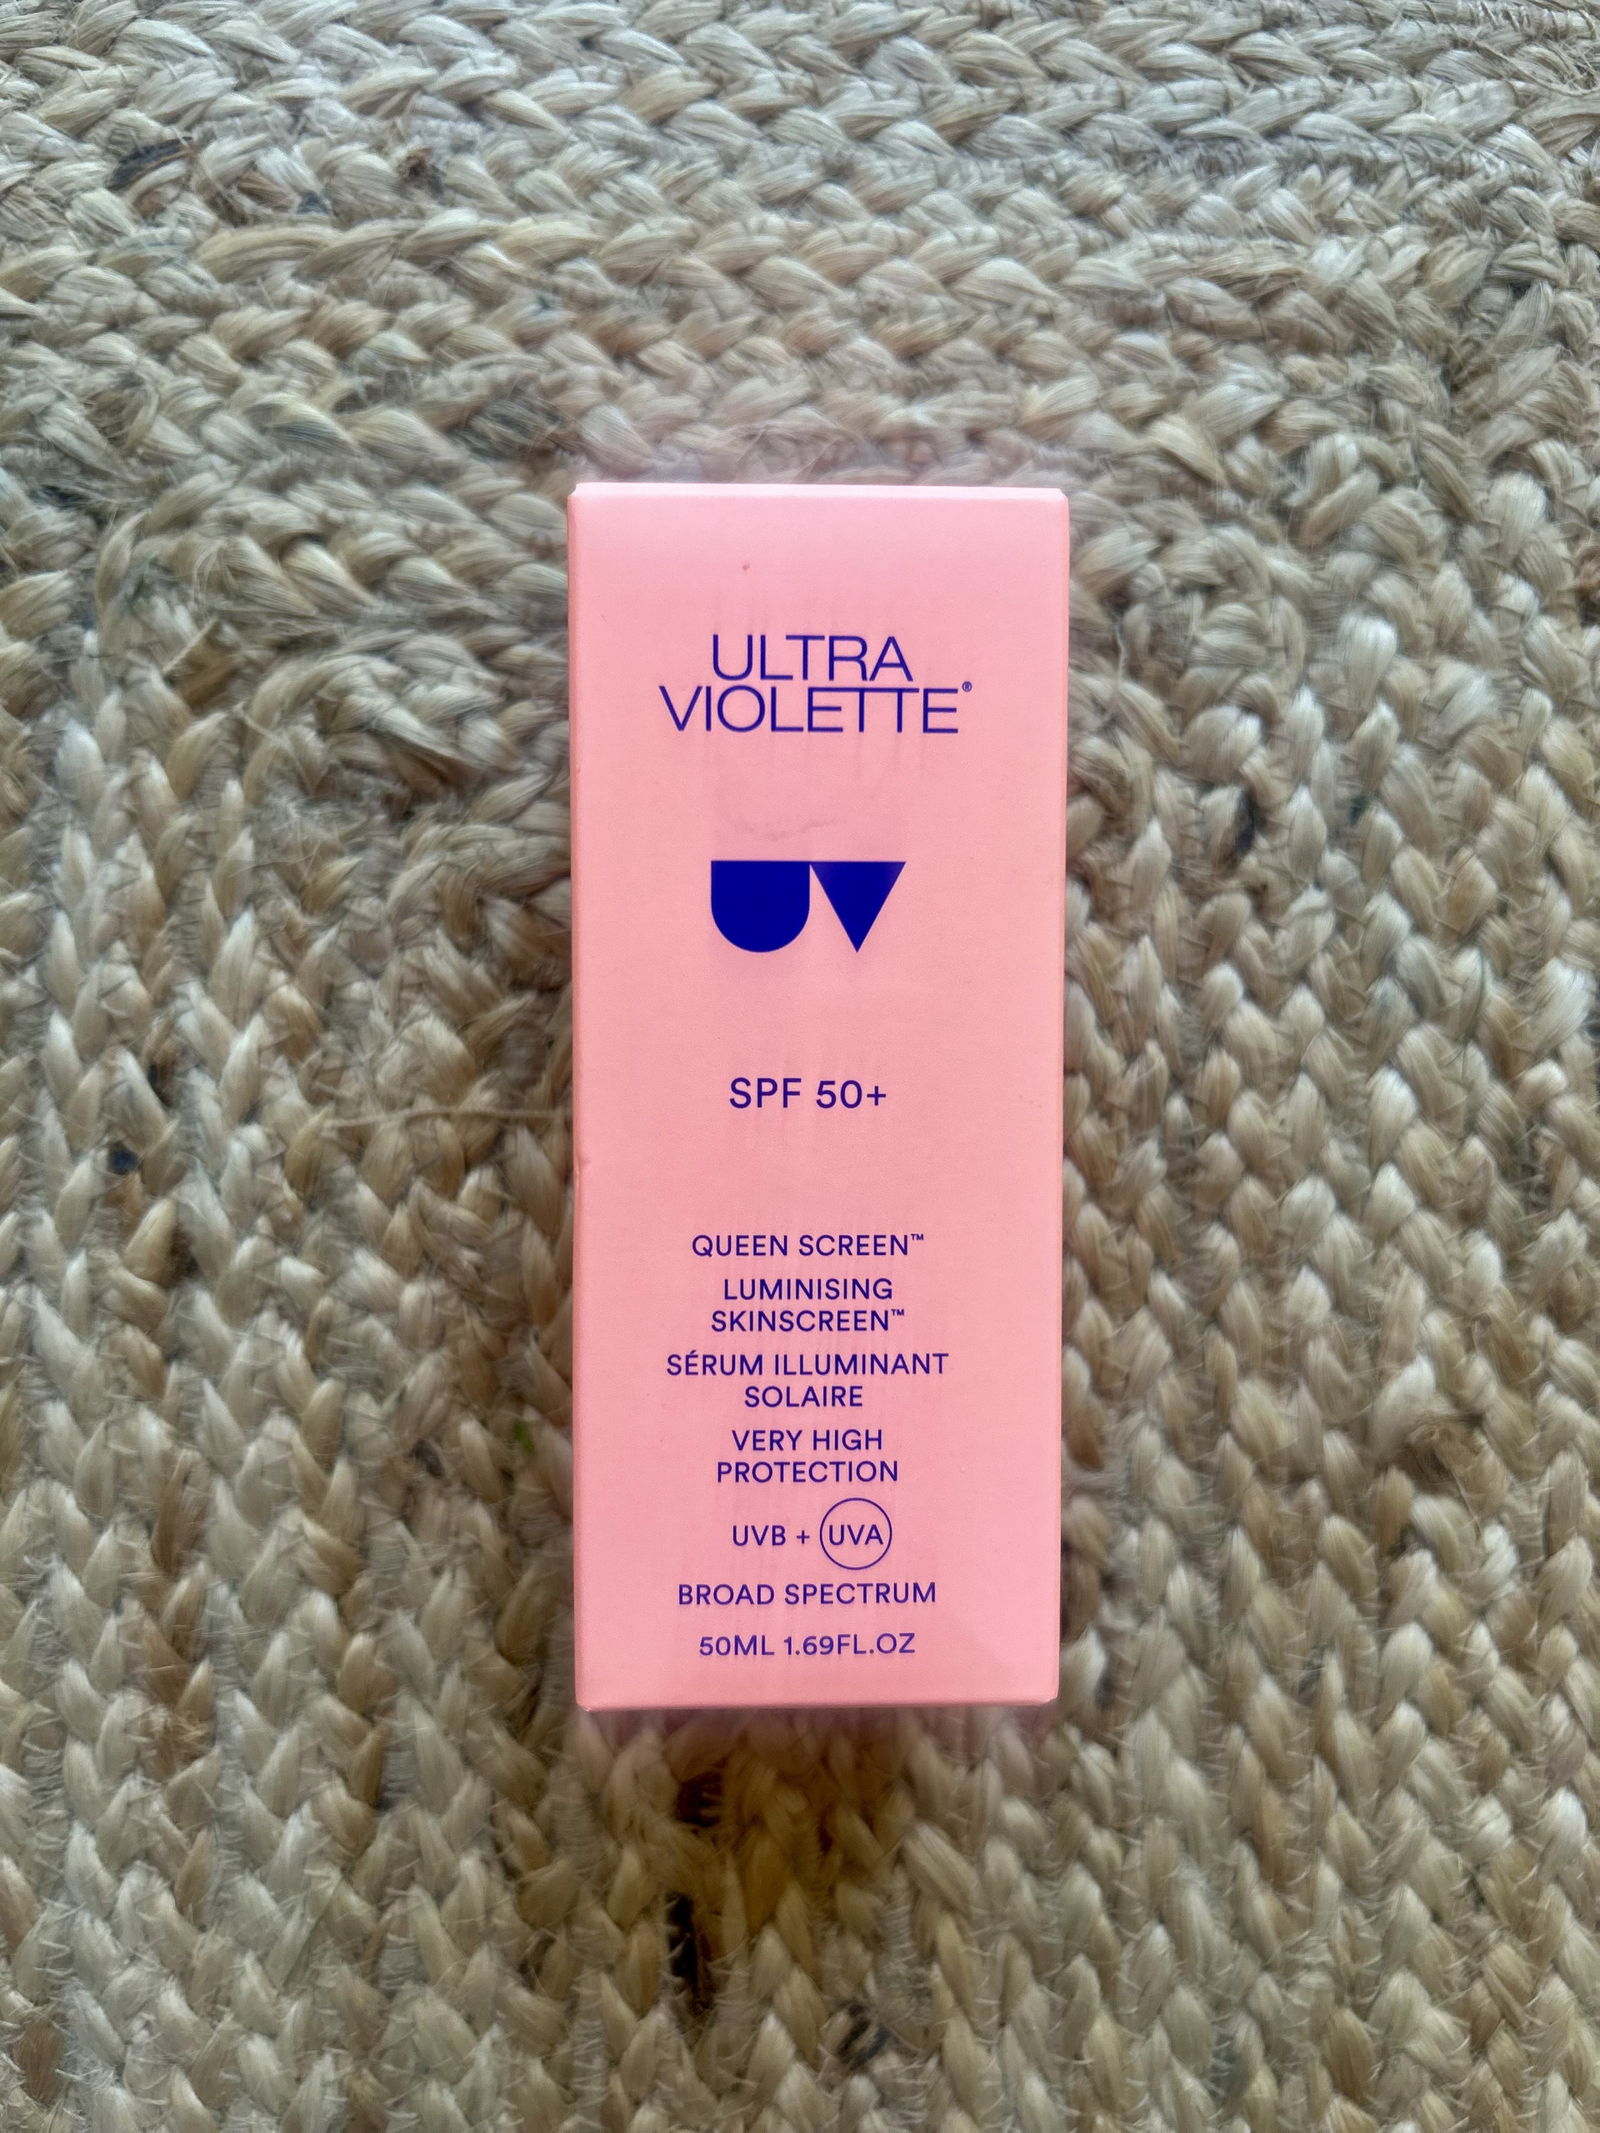 ULTRA
VIOLETTE®
UV
SPF 50+
QUEEN SCREEN™
LUMINISING
SKINSCREEN™
SÉRUM ILLUMINANT
SOLAIRE
VERY HIGH
PROTECTION
UVB + UVA
BROAD SPECTRUM
50ML 1.69FL.OZ